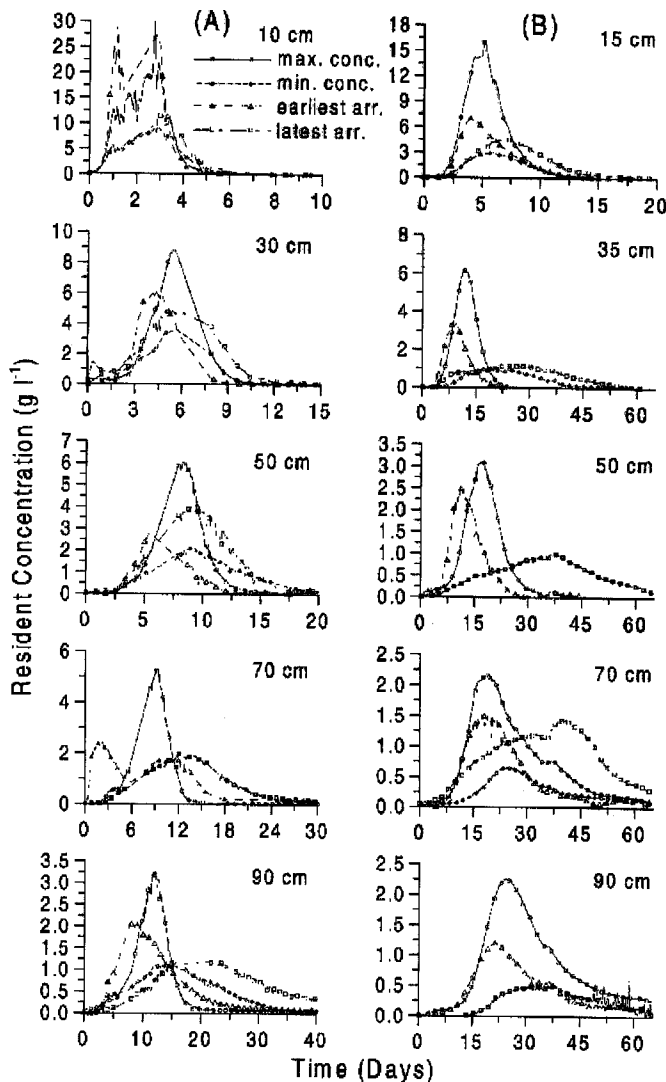 (A)
10 cm
max. conc.
min. conc.
earliest arr.
latest arr.
30
25
20
15
10
5
0
0 2 4 6 8 10
(B)
15 cm
18
15
12
9
6
3
0
0 5 10 15 20
30 cm
10
8
6
4
2
0
0 3 6 9 12 15
35 cm
8
6
4
2
0
0 15 30 45 60
50 cm
7
6
5
4
3
2
1
0
0 5 10 15 20
50 cm
3.5
3.0
2.5
2.0
1.5
1.0
0.5
0.0
0 15 30 45 60
70 cm
6
4
2
0
0 6 12 18 24 30
70 cm
2.5
2.0
1.5
1.0
0.5
0.0
0 15 30 45 60
90 cm
3.5
3.0
2.5
2.0
1.5
1.0
0.5
0.0
0 10 20 30 40
90 cm
2.5
2.0
1.5
1.0
0.5
0.0
0 15 30 45 60
Resident Concentration (g l⁻¹)
Time (Days)